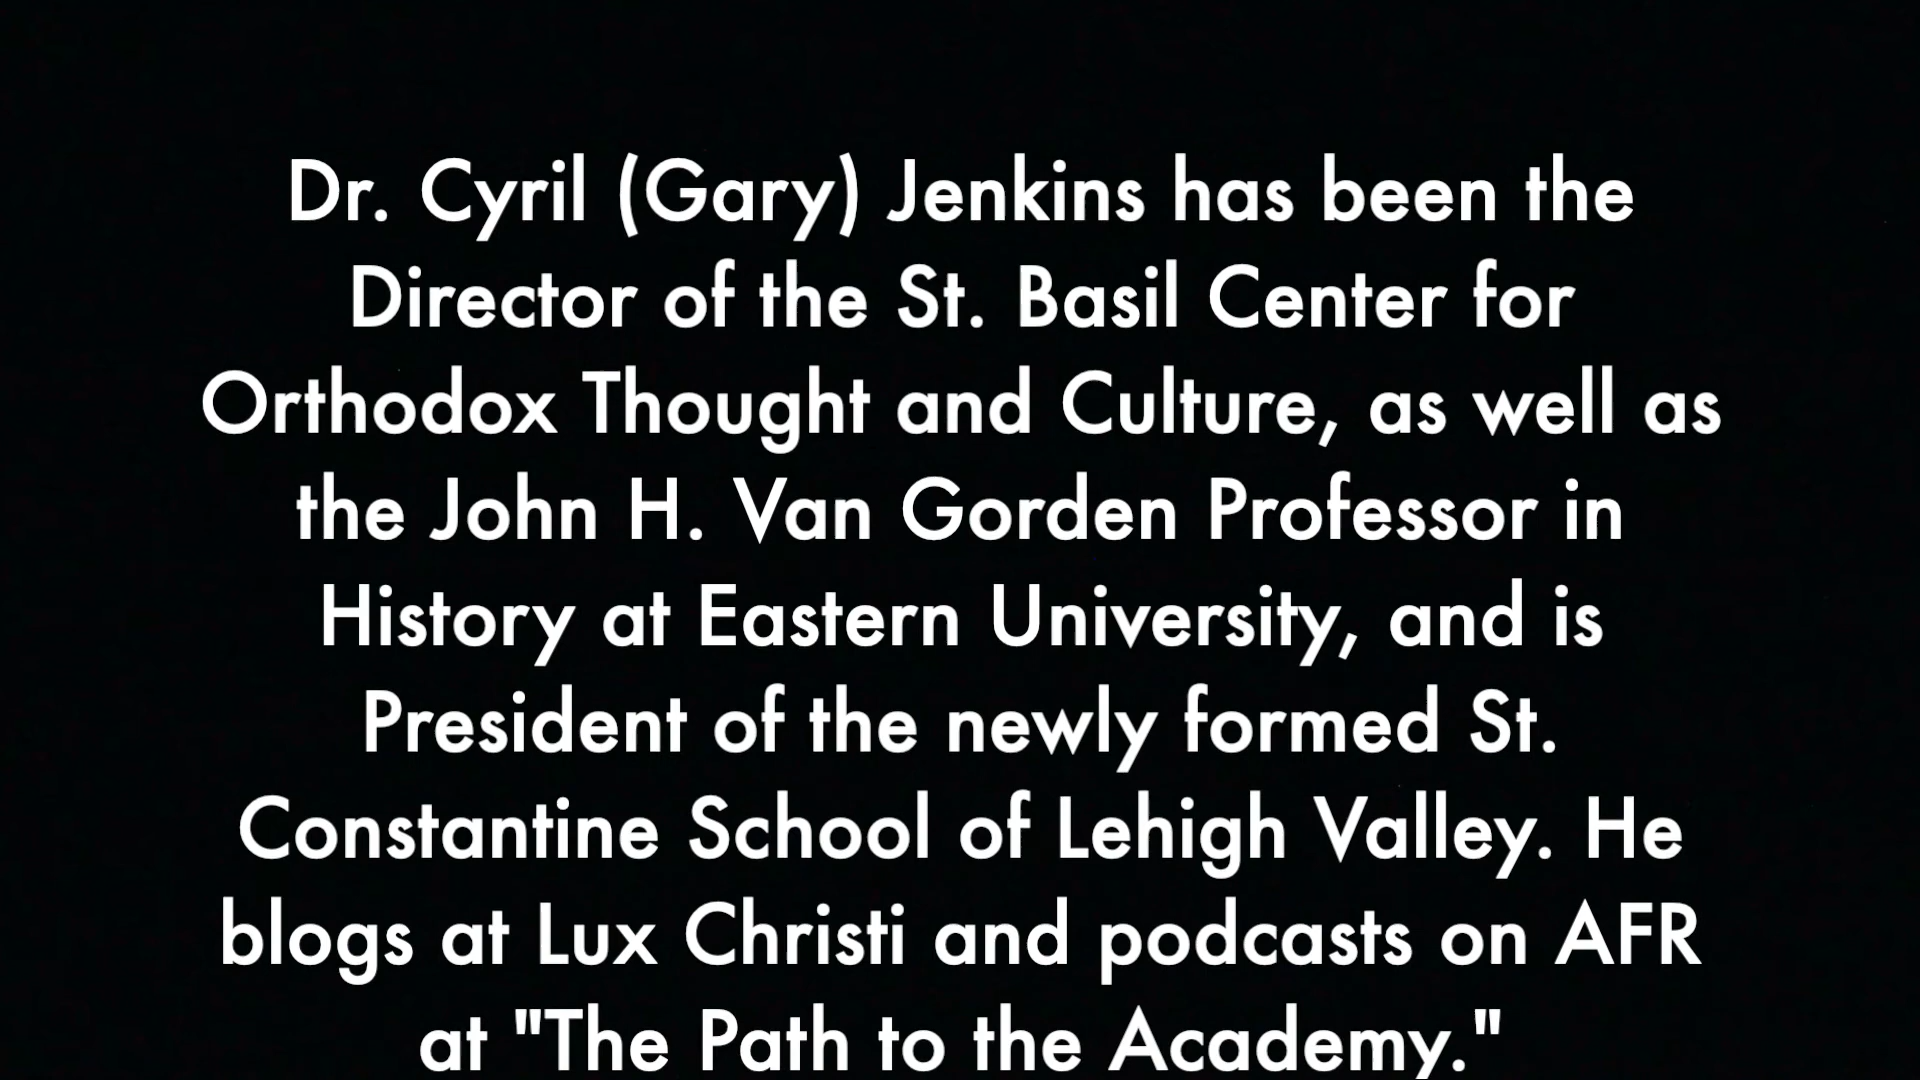 Dr. Cyril (Gary) Jenkins has been the
Director of the St. Basil Center for
Orthodox Thought and Culture, as well as
the John H. Van Gorden Professor in
History at Eastern University, and is
President of the newly formed St.
Constantine School of Lehigh Valley. He
blogs at Lux Christi and podcasts on AFR
at "The Path to the Academy."